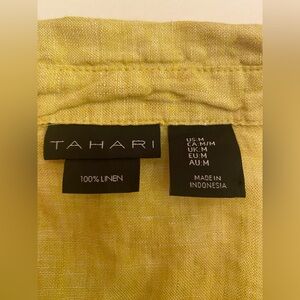 TAHARI
100% LINEN
US:M
CA:M/M
UK:M
EU:M
AU:M
MADE IN
INDONESIA